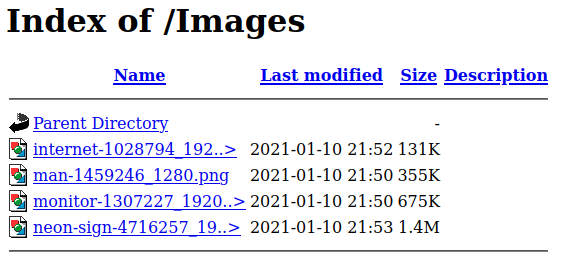 Index of /Images
Name Last modified Size Description
Parent Directory -
internet-1028794_192..> 2021-01-10 21:52 131K
man-1459246_1280.png 2021-01-10 21:50 355K
monitor-1307227_1920..> 2021-01-10 21:50 675K
neon-sign-4716257_19..> 2021-01-10 21:53 1.4M